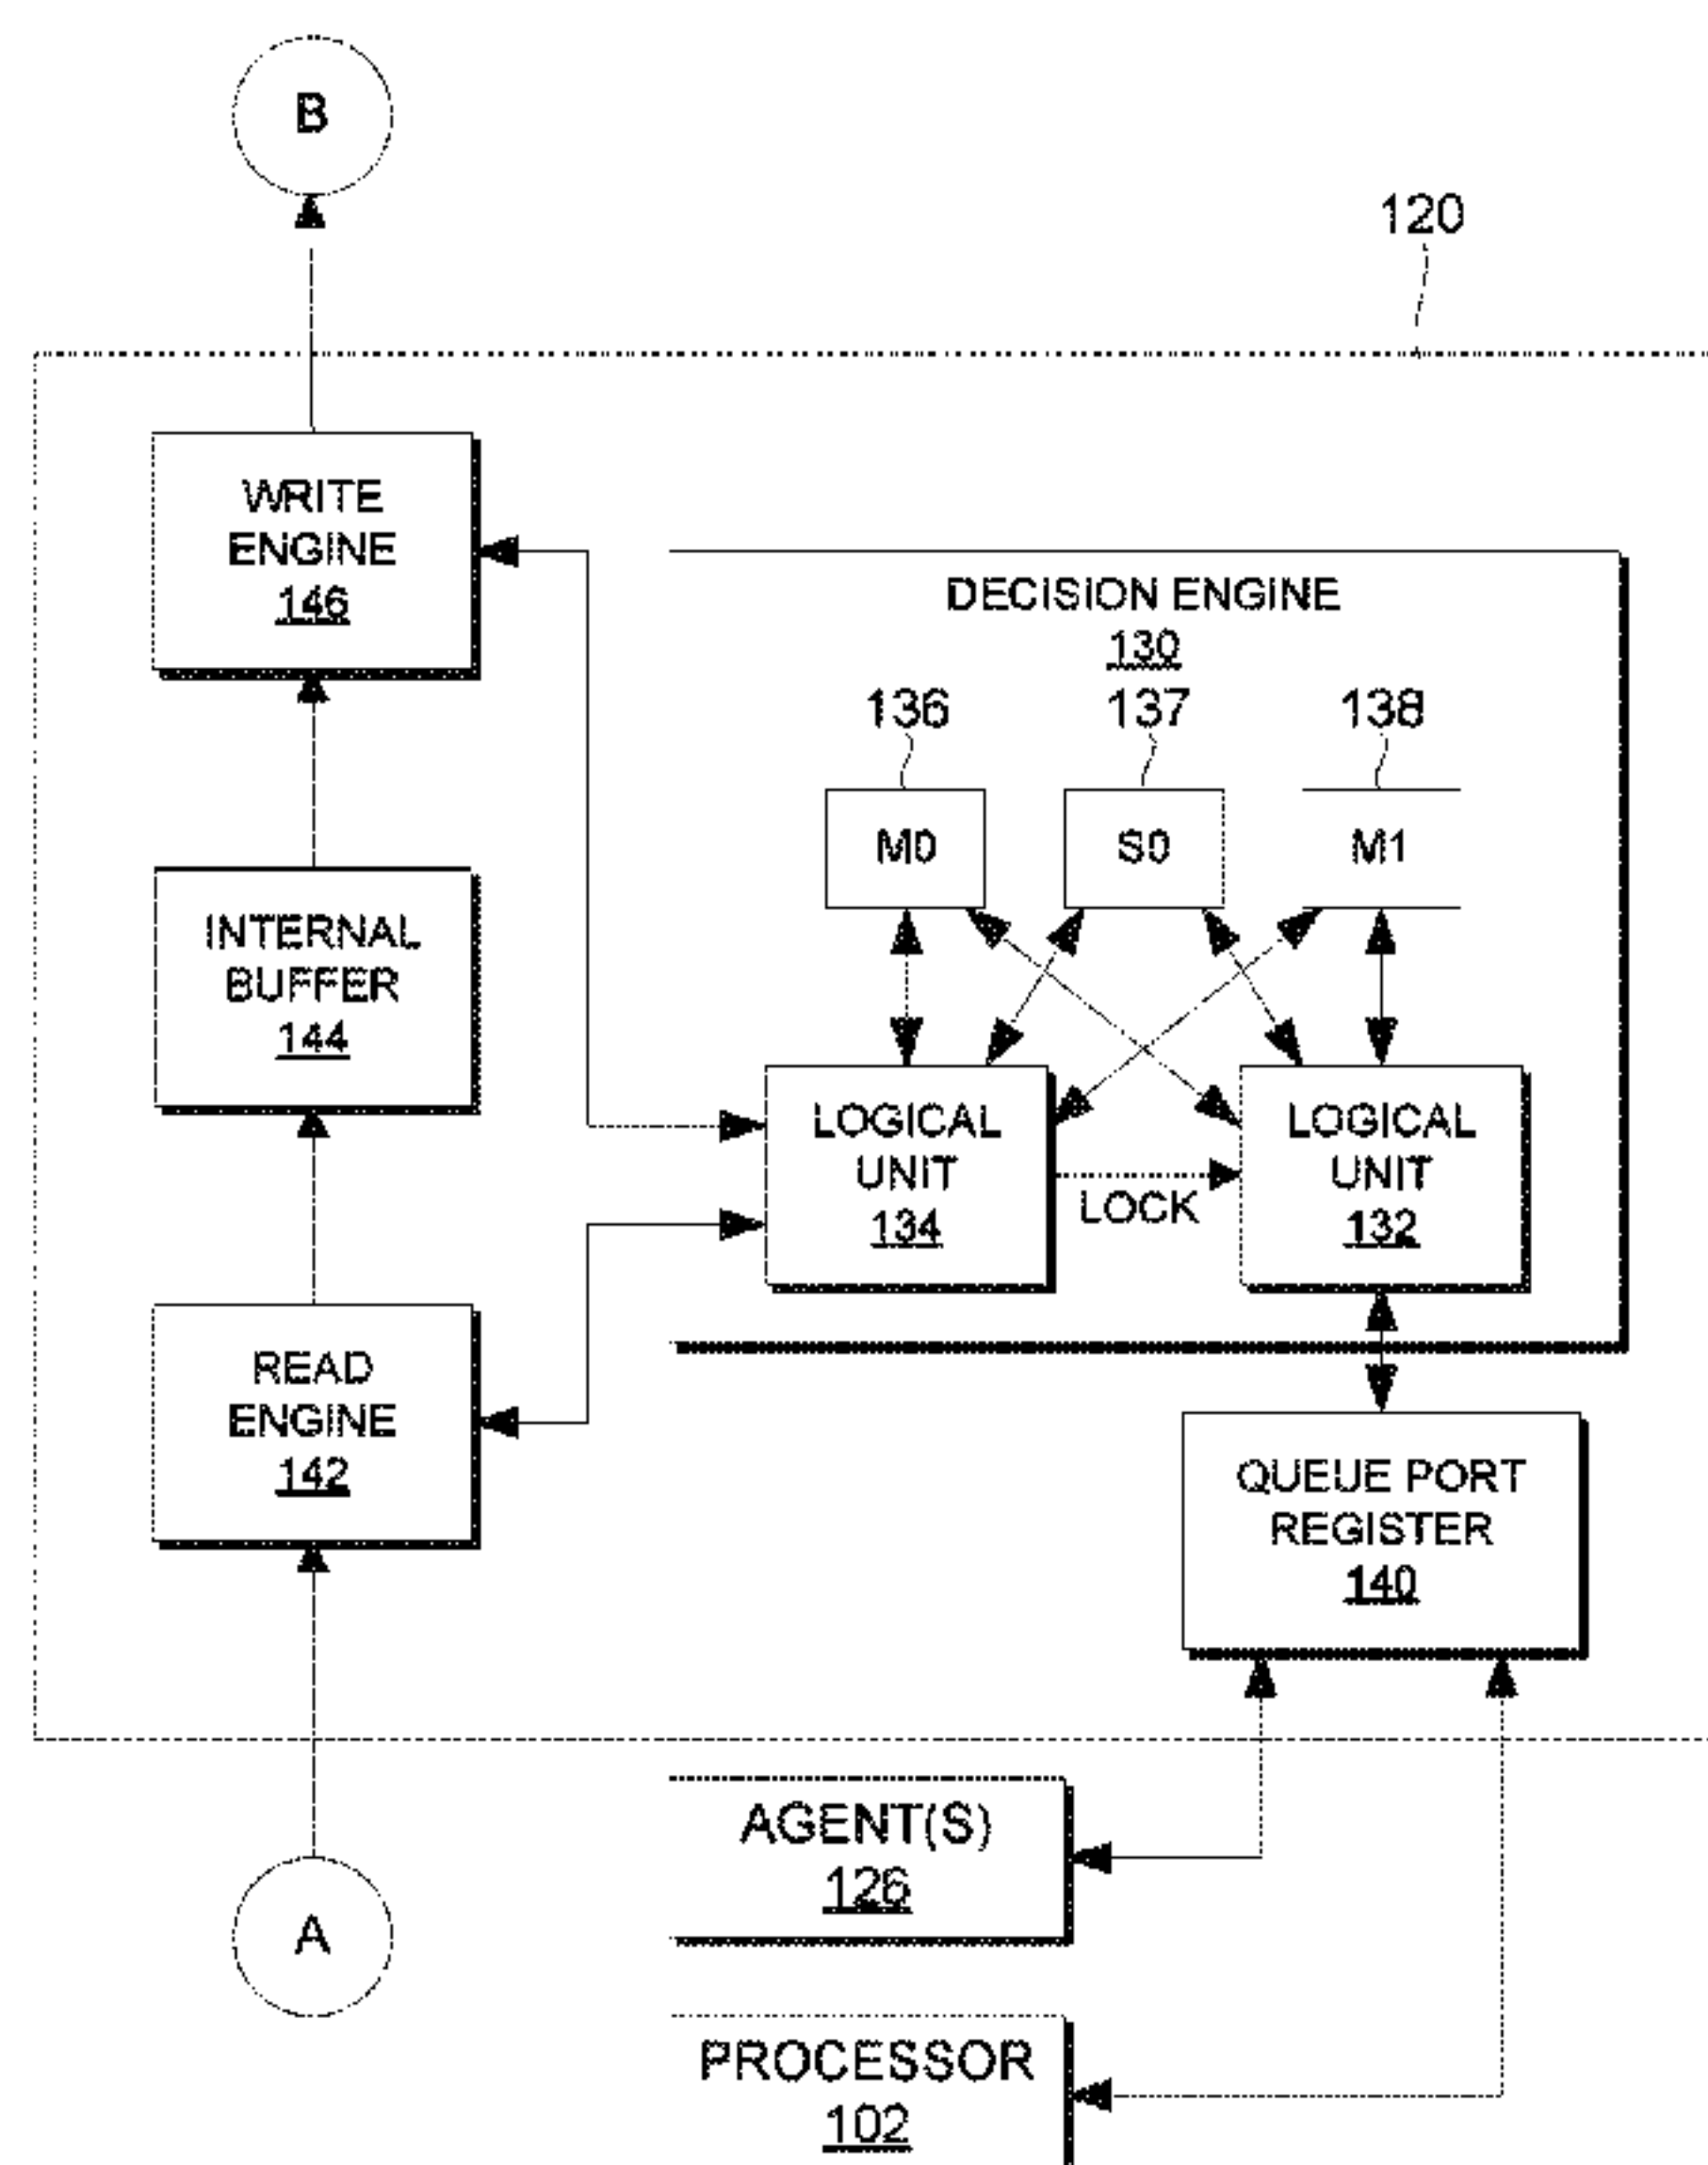 B
120
WRITE
ENGINE
146
DECISION ENGINE
130
136
137
138
M0
S0
M1
INTERNAL
BUFFER
144
LOGICAL
UNIT
134
LOCK
LOGICAL
UNIT
132
READ
ENGINE
142
QUEUE PORT
REGISTER
140
AGENT(S)
126
A
PROCESSOR
102